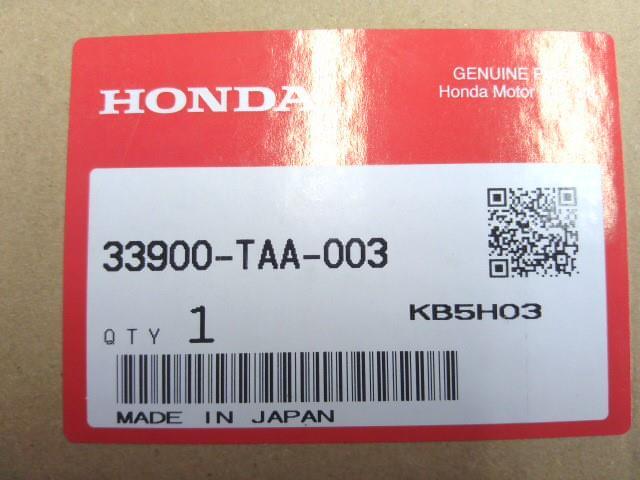 HONDA
GENUINE
Honda Motor
33900-TAA-003
KB5H03
QTY 1
MADE IN JAPAN